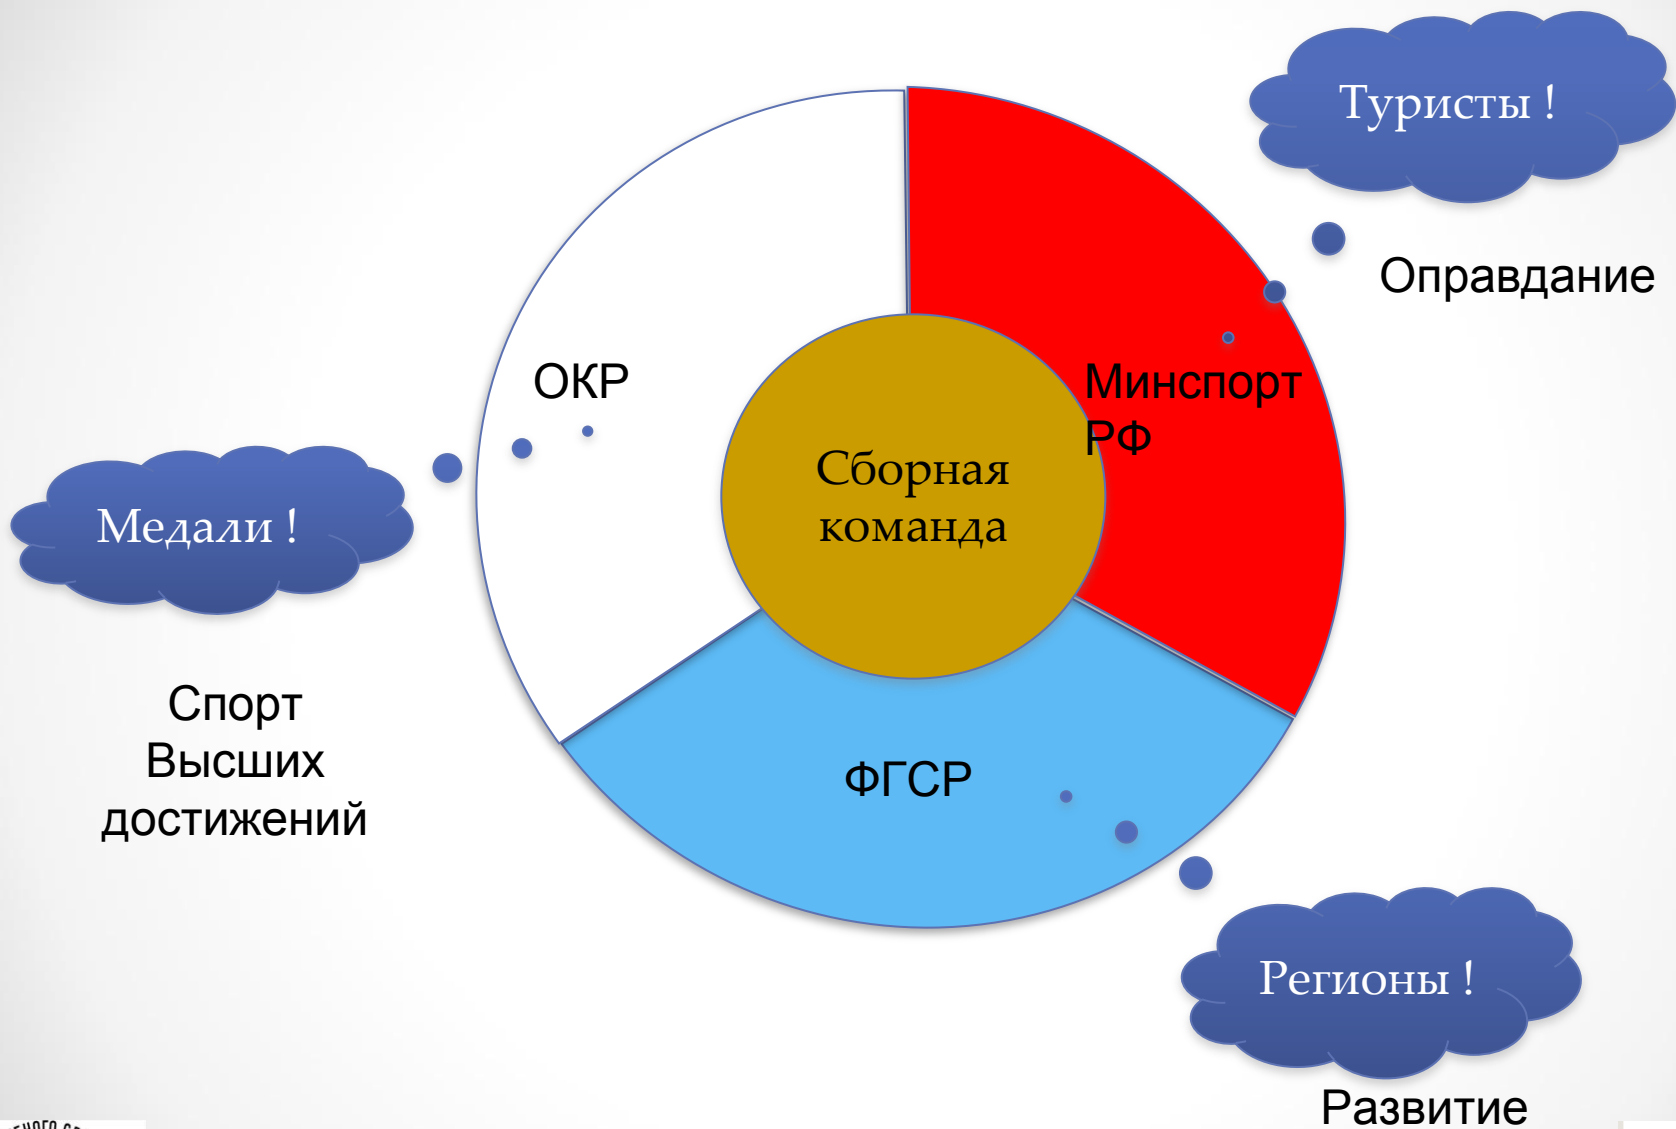 Туристы !
Оправдание
ОКР
Минспорт
РФ
Сборная
команда
Медали !
Спорт
Высших
достижений
ФГСР
Регионы !
Развитие